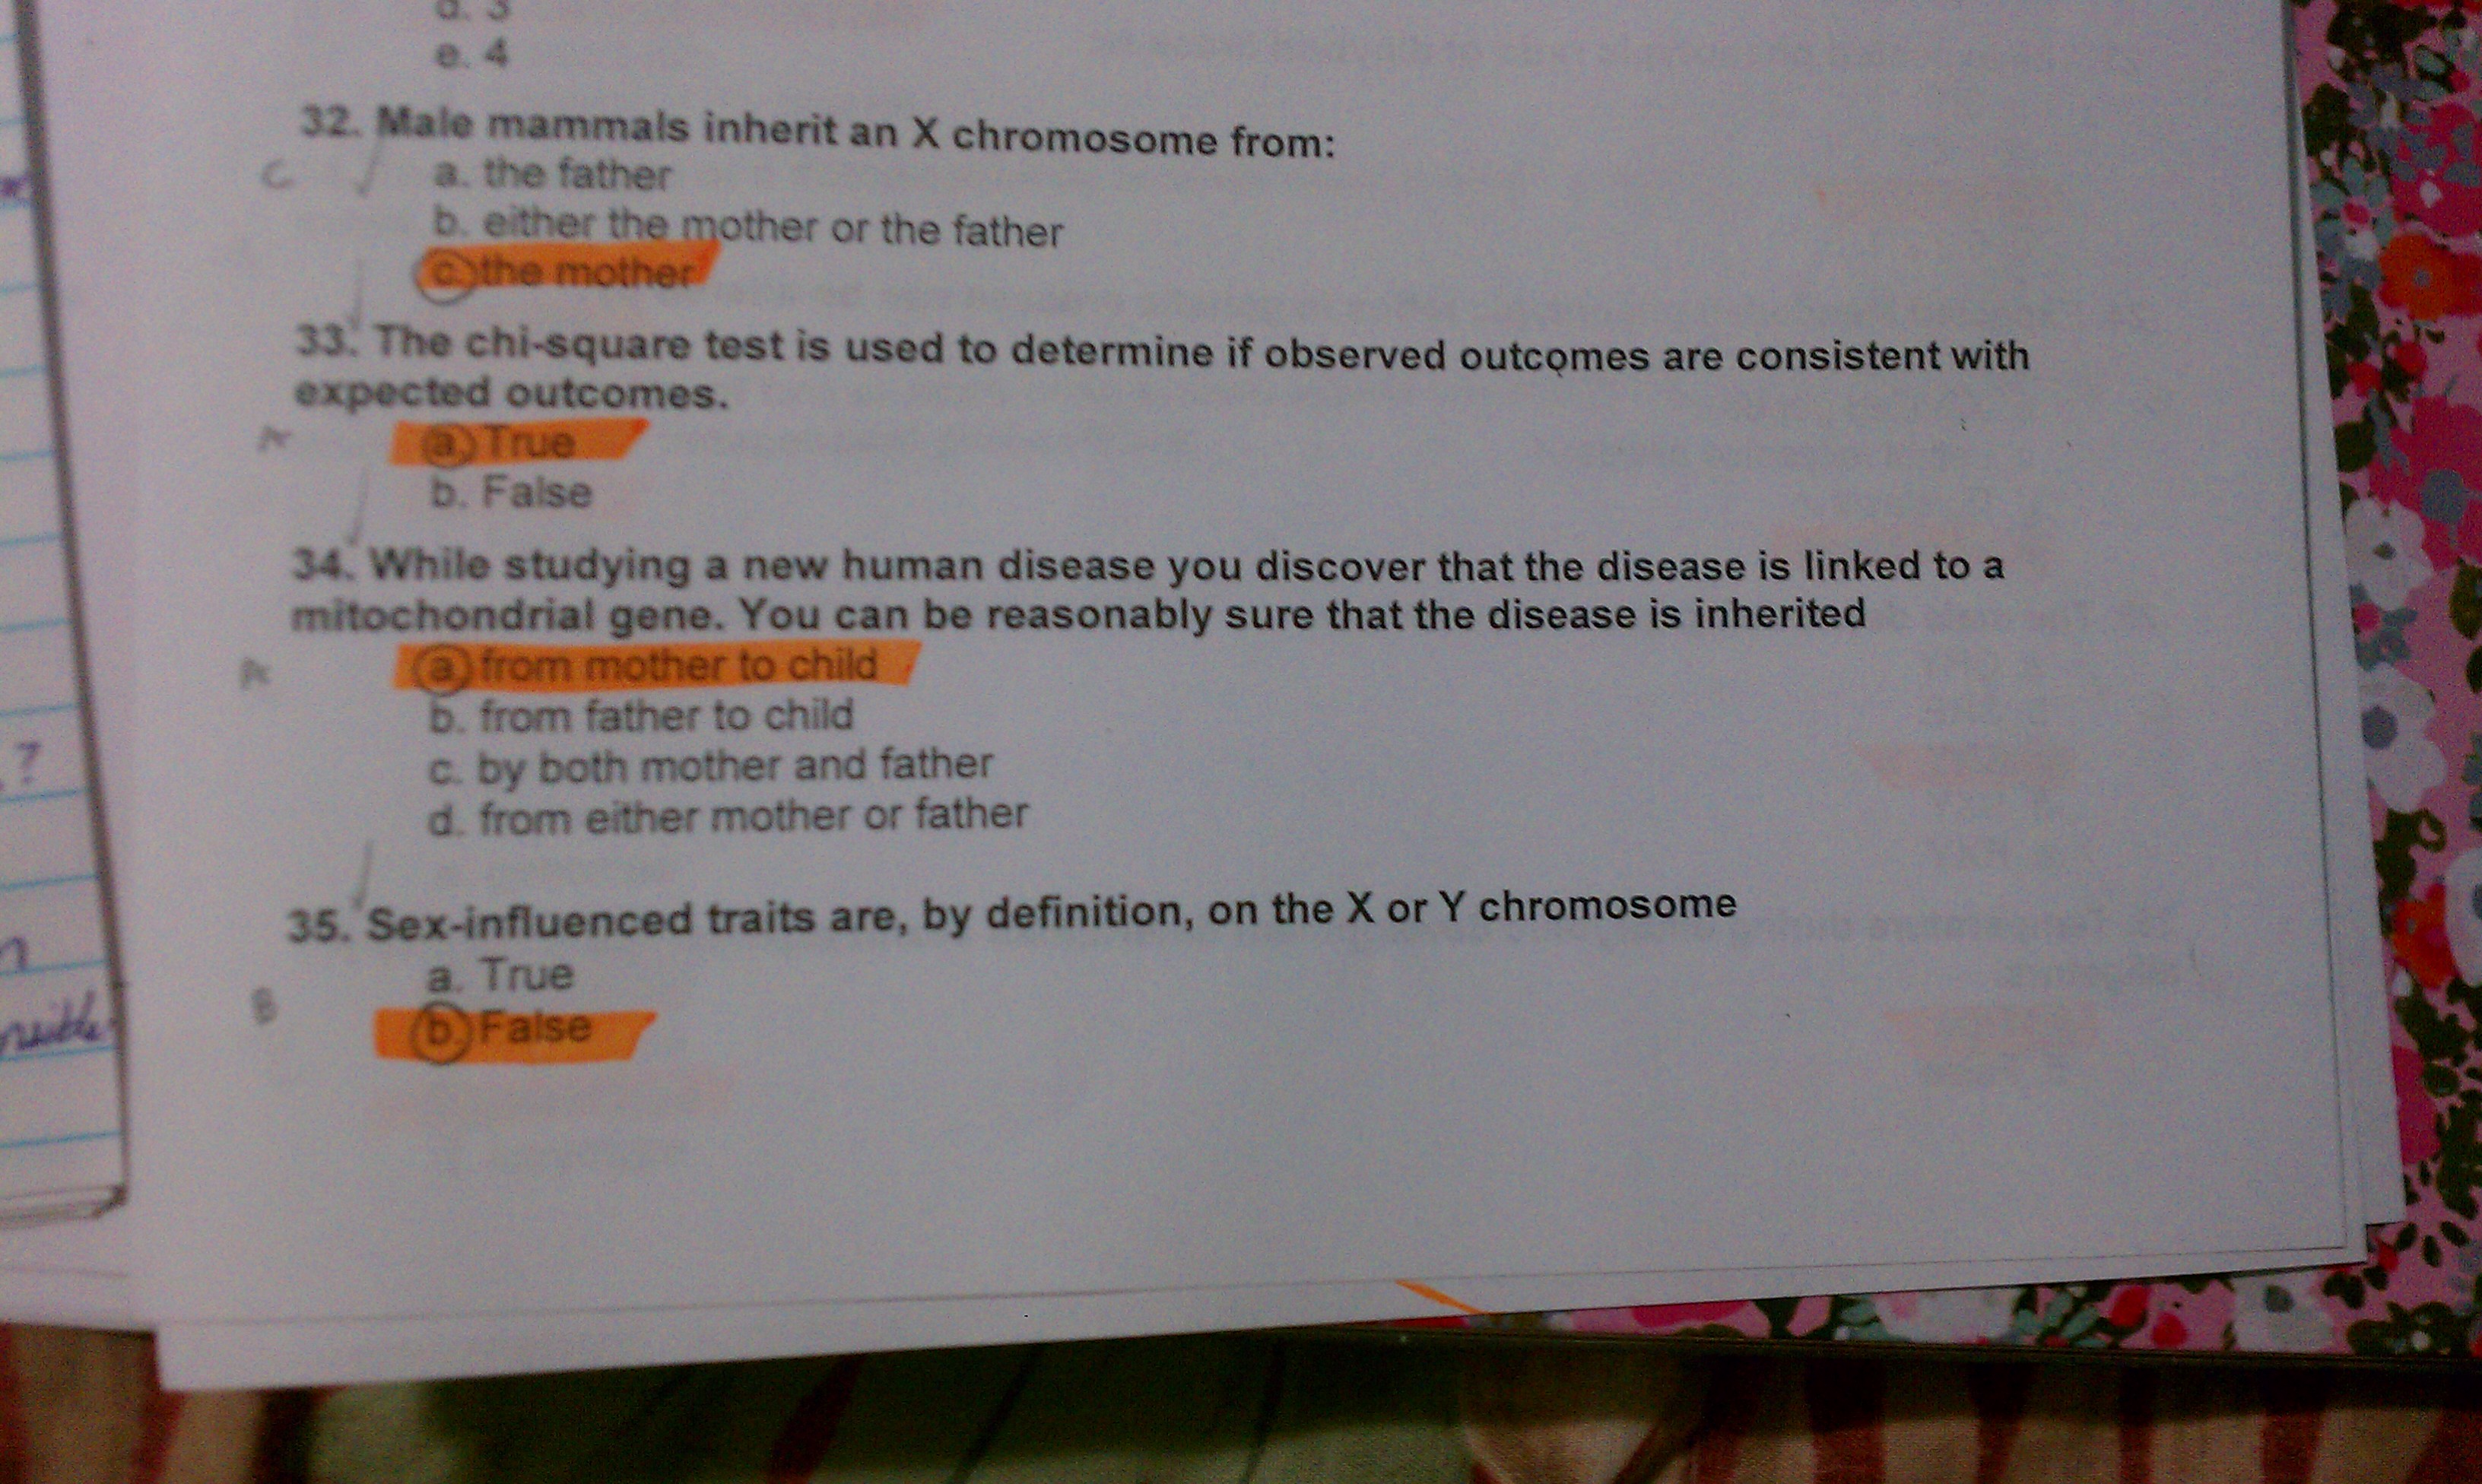 d. 3
e. 4
32. Male mammals inherit an X chromosome from:
C a. the father
b. either the mother or the father
c. the mother
33. The chi-square test is used to determine if observed outcomes are consistent with
expected outcomes.
A a. True
b. False
34. While studying a new human disease you discover that the disease is linked to a
mitochondrial gene. You can be reasonably sure that the disease is inherited
A a. from mother to child
b. from father to child
c. by both mother and father
d. from either mother or father
35. Sex-influenced traits are, by definition, on the X or Y chromosome
a. True
B b. False
?